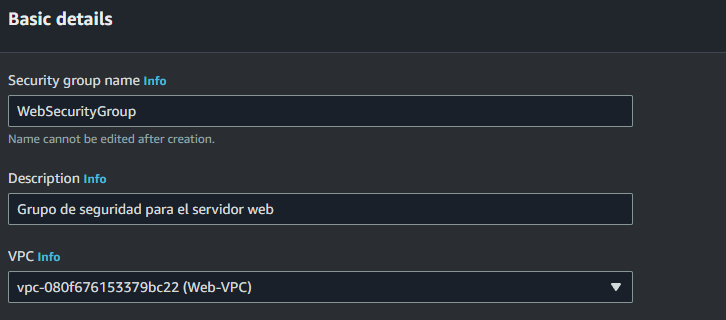 Basic details
Security group name Info
WebSecurityGroup
Name cannot be edited after creation.
Description Info
Grupo de seguridad para el servidor web
VPC Info
vpc-080f676153379bc22 (Web-VPC)